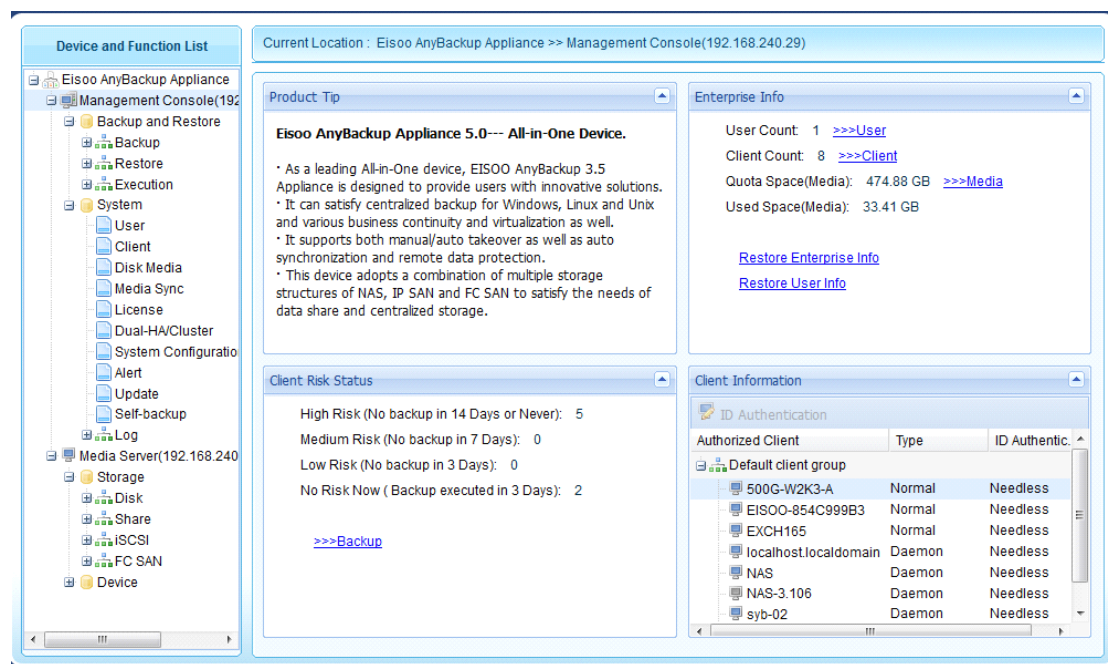 Device and Function List
Eisoo AnyBackup Appliance
Management Console(192
Backup and Restore
Backup
Restore
Execution
System
User
Client
Disk Media
Media Sync
License
Dual-HA/Cluster
System Configuratio
Alert
Update
Self-backup
Log
Media Server(192.168.240
Storage
Disk
Share
iSCSI
FC SAN
Device
Current Location : Eisoo AnyBackup Appliance >> Management Console(192.168.240.29)
Product Tip
Eisoo AnyBackup Appliance 5.0--- All-in-One Device.
· As a leading All-in-One device, EISOO AnyBackup 3.5
Appliance is designed to provide users with innovative solutions.
· It can satisfy centralized backup for Windows, Linux and Unix
and various business continuity and virtualization as well.
· It supports both manual/auto takeover as well as auto
synchronization and remote data protection.
· This device adopts a combination of multiple storage
structures of NAS, IP SAN and FC SAN to satisfy the needs of
data share and centralized storage.
Enterprise Info
User Count: 1 >>>User
Client Count: 8 >>>Client
Quota Space(Media): 474.88 GB >>>Media
Used Space(Media): 33.41 GB
Restore Enterprise Info
Restore User Info
Client Risk Status
High Risk (No backup in 14 Days or Never): 5
Medium Risk (No backup in 7 Days): 0
Low Risk (No backup in 3 Days): 0
No Risk Now ( Backup executed in 3 Days): 2
>>>Backup
Client Information
ID Authentication
Authorized Client Type ID Authentic.
Default client group
500G-W2K3-A Normal Needless
EISOO-854C999B3 Normal Needless
EXCH165 Normal Needless
localhost.localdomain Daemon Needless
NAS Daemon Needless
NAS-3.106 Daemon Needless
syb-02 Daemon Needless